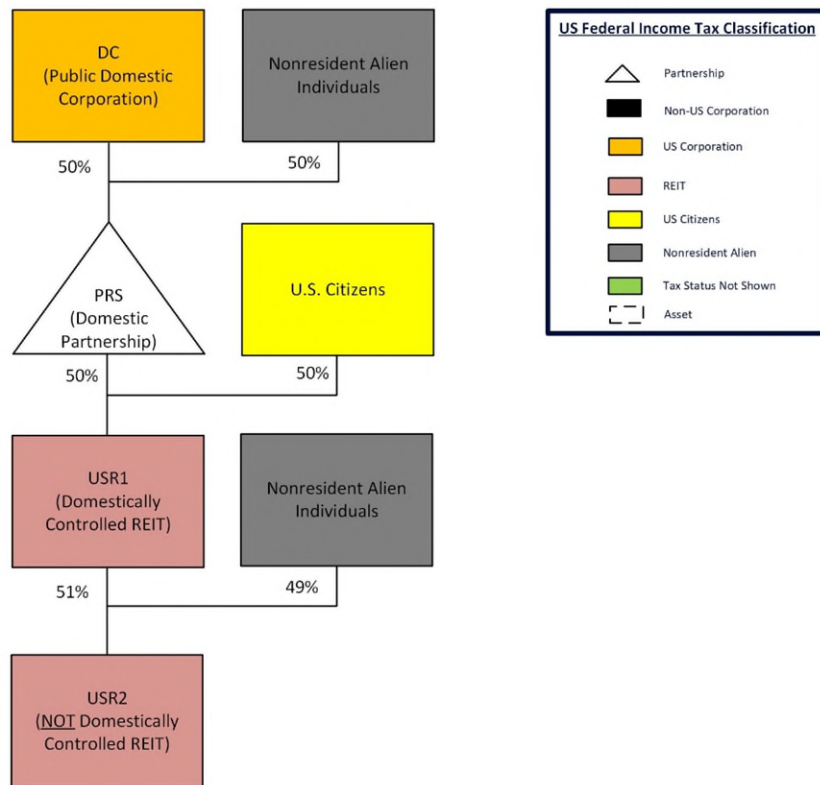 DC
(Public Domestic
Corporation)
Nonresident Alien
Individuals
50%
50%
PRS
(Domestic
Partnership)
U.S. Citizens
50%
50%
USR1
(Domestically
Controlled REIT)
Nonresident Alien
Individuals
51%
49%
USR2
(NOT Domestically
Controlled REIT)
US Federal Income Tax Classification
Partnership
Non-US Corporation
US Corporation
REIT
US Citizens
Nonresident Alien
Tax Status Not Shown
Asset